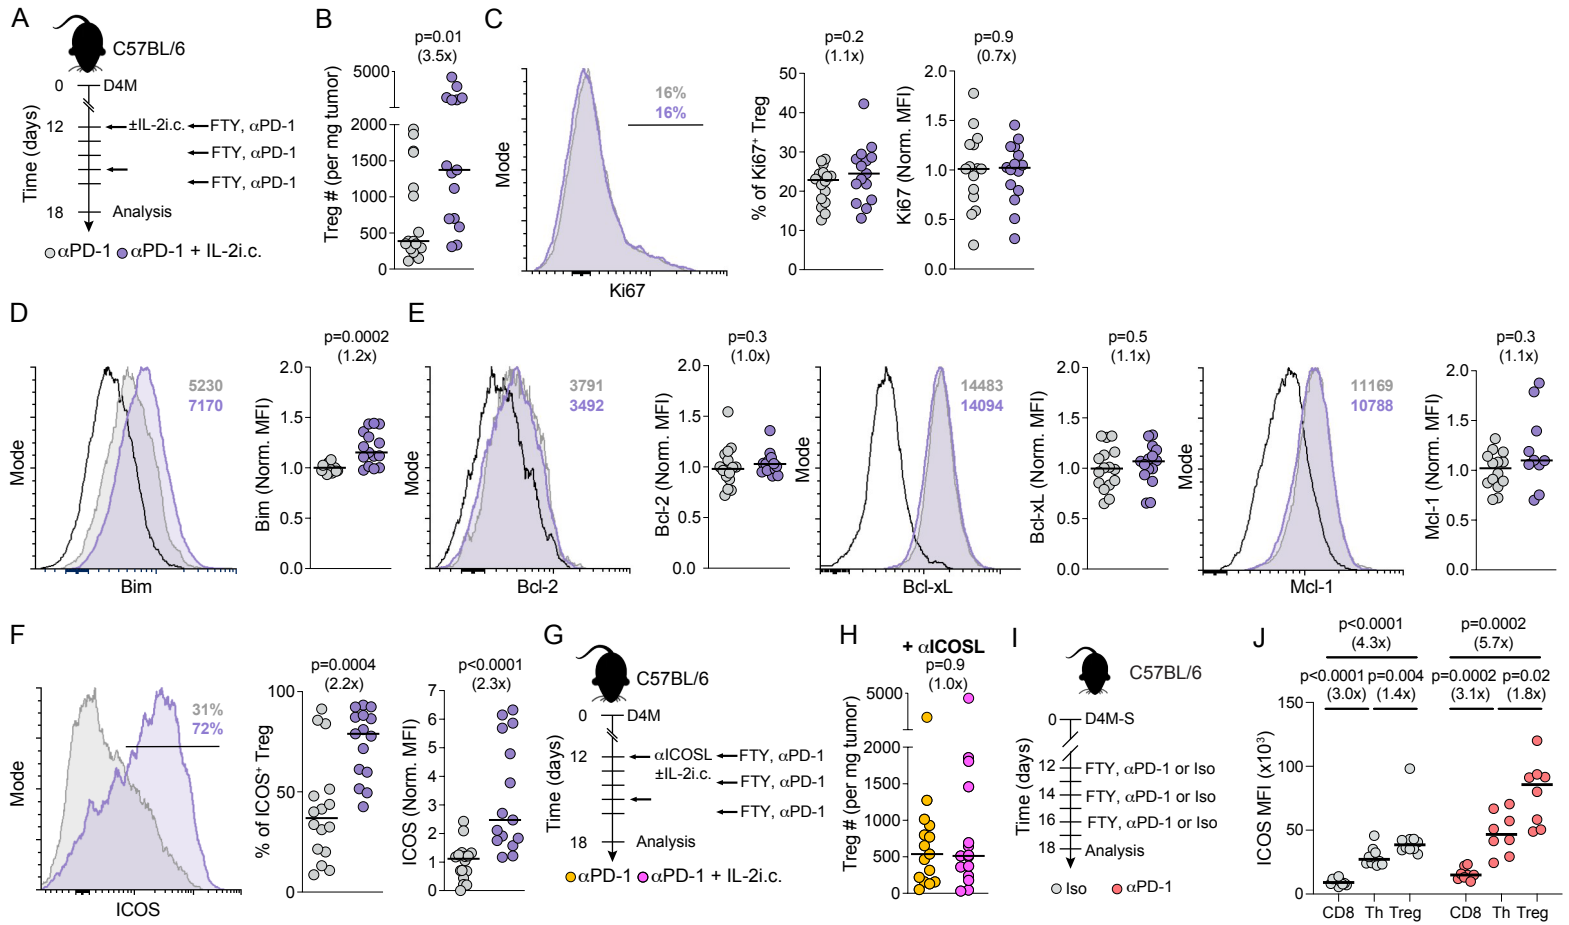 A
C57BL/6
0
D4M
12
±IL-2i.c.
FTY, αPD-1
FTY, αPD-1
FTY, αPD-1
18
Analysis
Time (days)
αPD-1
αPD-1 + IL-2i.c.
B
p=0.01
(3.5x)
Treg # (per mg tumor)
5000
2000
1500
1000
500
0
C
16%
16%
Mode
Ki67
p=0.2
(1.1x)
% of Ki67⁺ Treg
50
40
30
20
10
0
p=0.9
(0.7x)
Ki67 (Norm. MFI)
2.0
1.5
1.0
0.5
0.0
D
5230
7170
Mode
Bim
p=0.0002
(1.2x)
Bim (Norm. MFI)
2.0
1.5
1.0
0.5
0.0
E
3791
3492
Mode
Bcl-2
p=0.3
(1.0x)
Bcl-2 (Norm. MFI)
2.0
1.5
1.0
0.5
0.0
14483
14094
Mode
Bcl-xL
p=0.5
(1.1x)
Bcl-xL (Norm. MFI)
2.0
1.5
1.0
0.5
0.0
11169
10788
Mode
Mcl-1
p=0.3
(1.1x)
Mcl-1 (Norm. MFI)
2.0
1.5
1.0
0.5
0.0
F
31%
72%
Mode
ICOS
p=0.0004
(2.2x)
% of ICOS⁺ Treg
100
50
0
p<0.0001
(2.3x)
ICOS (Norm. MFI)
7
6
5
4
3
2
1
0
G
C57BL/6
0
D4M
12
αICOSL
±IL-2i.c.
FTY, αPD-1
FTY, αPD-1
FTY, αPD-1
18
Analysis
Time (days)
αPD-1
αPD-1 + IL-2i.c.
H
+ αICOSL
p=0.9
(1.0x)
Treg # (per mg tumor)
5000
2000
1500
1000
500
0
I
C57BL/6
0
D4M-S
12
FTY, αPD-1 or Iso
14
FTY, αPD-1 or Iso
16
FTY, αPD-1 or Iso
18
Analysis
Time (days)
Iso
αPD-1
J
p<0.0001
(4.3x)
p=0.0002
(5.7x)
p<0.0001
(3.0x)
p=0.004
(1.4x)
p=0.0002
(3.1x)
p=0.02
(1.8x)
ICOS MFI (x10³)
150
100
50
0
CD8
Th
Treg
CD8
Th
Treg